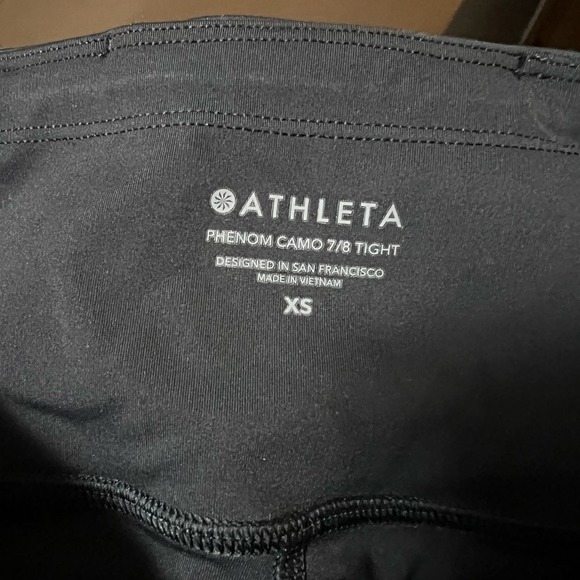 ATHLETA
PHENOM CAMO 7/8 TIGHT
DESIGNED IN SAN FRANCISCO
MADE IN VIETNAM
XS